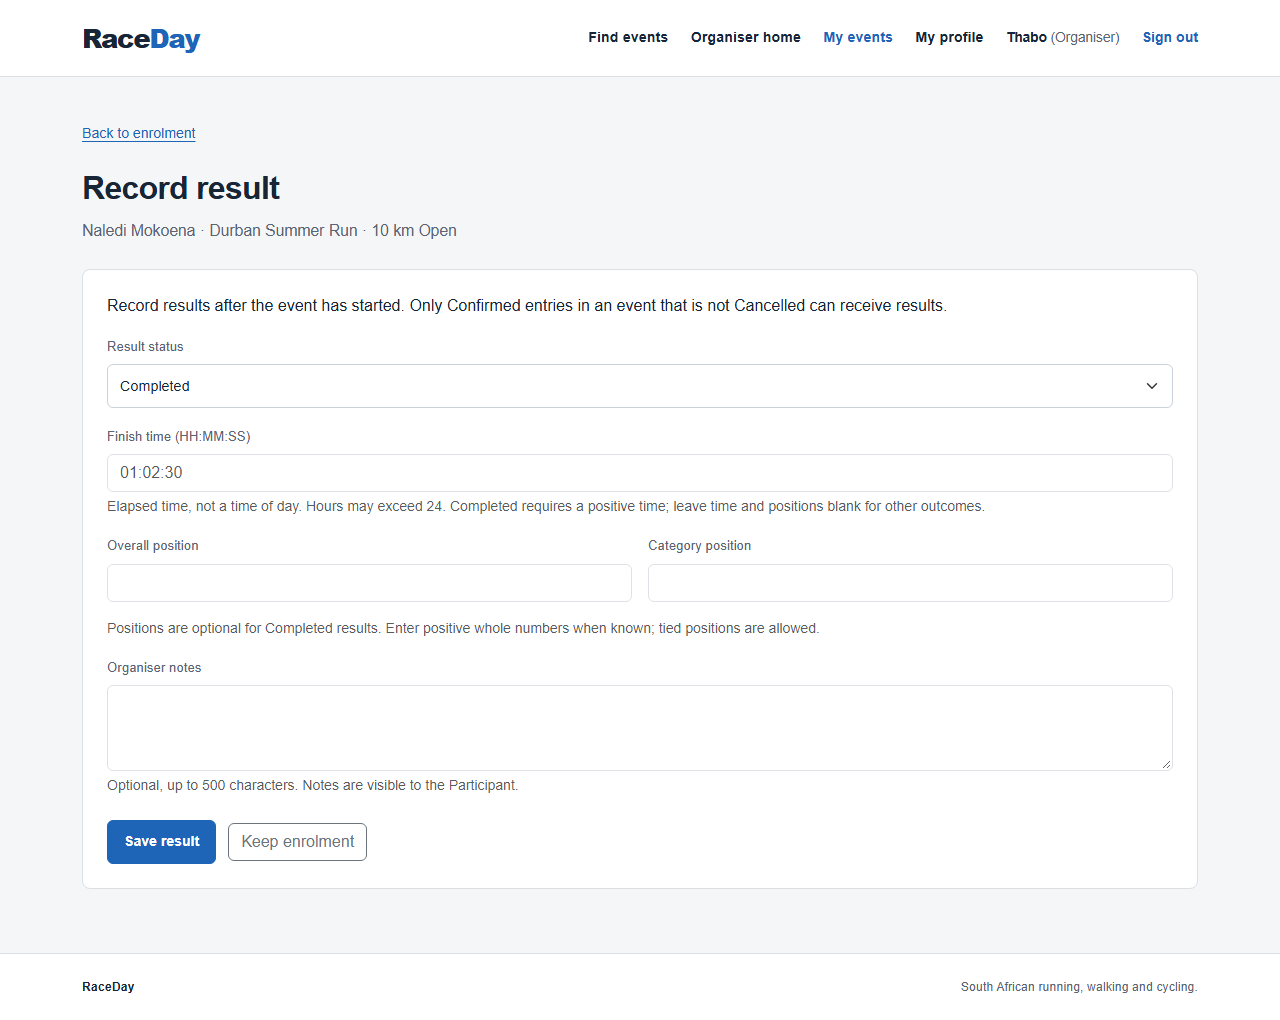 RaceDay
Find events
Organiser home
My events
My profile
Thabo (Organiser)
Sign out
Back to enrolment
Record result
Naledi Mokoena · Durban Summer Run · 10 km Open
Record results after the event has started. Only Confirmed entries in an event that is not Cancelled can receive results.
Result status
Completed
Finish time (HH:MM:SS)
01:02:30
Elapsed time, not a time of day. Hours may exceed 24. Completed requires a positive time; leave time and positions blank for other outcomes.
Overall position
Category position
Positions are optional for Completed results. Enter positive whole numbers when known; tied positions are allowed.
Organiser notes
Optional, up to 500 characters. Notes are visible to the Participant.
Save result
Keep enrolment
RaceDay
South African running, walking and cycling.